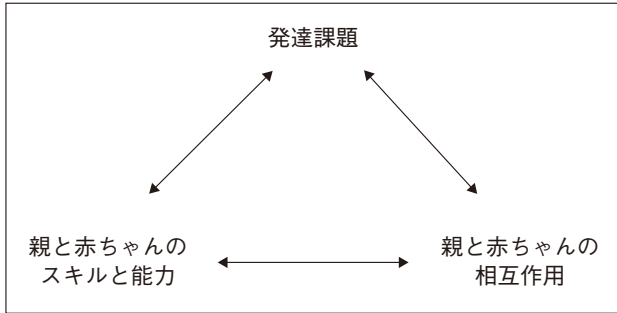 発達課題
親と赤ちゃんの
スキルと能力
親と赤ちゃんの
相互作用